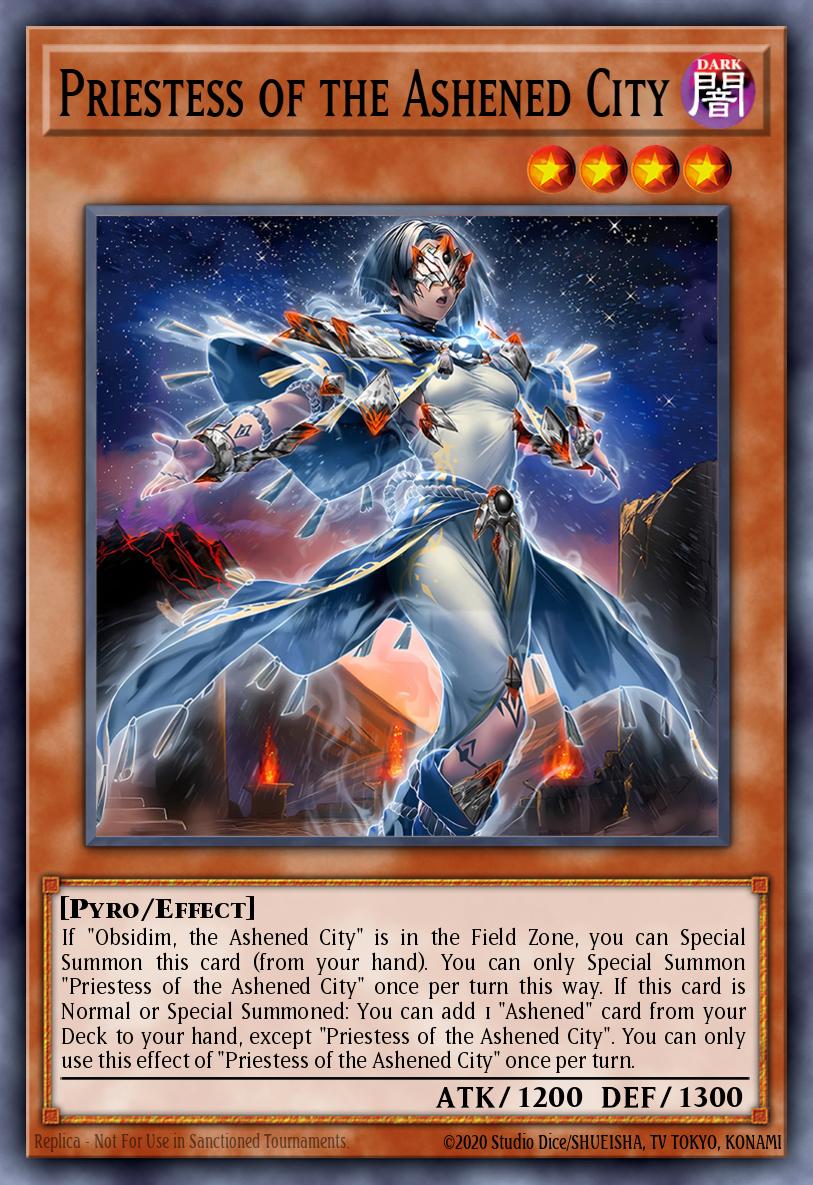 Priestess of the Ashened City
DARK
闇
[Pyro/Effect]
If "Obsidim, the Ashened City" is in the Field Zone, you can Special
Summon this card (from your hand). You can only Special Summon
"Priestess of the Ashened City" once per turn this way. If this card is
Normal or Special Summoned: You can add 1 "Ashened" card from your
Deck to your hand, except "Priestess of the Ashened City". You can only
use this effect of "Priestess of the Ashened City" once per turn.
ATK/1200 DEF/1300
Replica - Not For Use in Sanctioned Tournaments.
©2020 Studio Dice/SHUEISHA, TV TOKYO, KONAMI